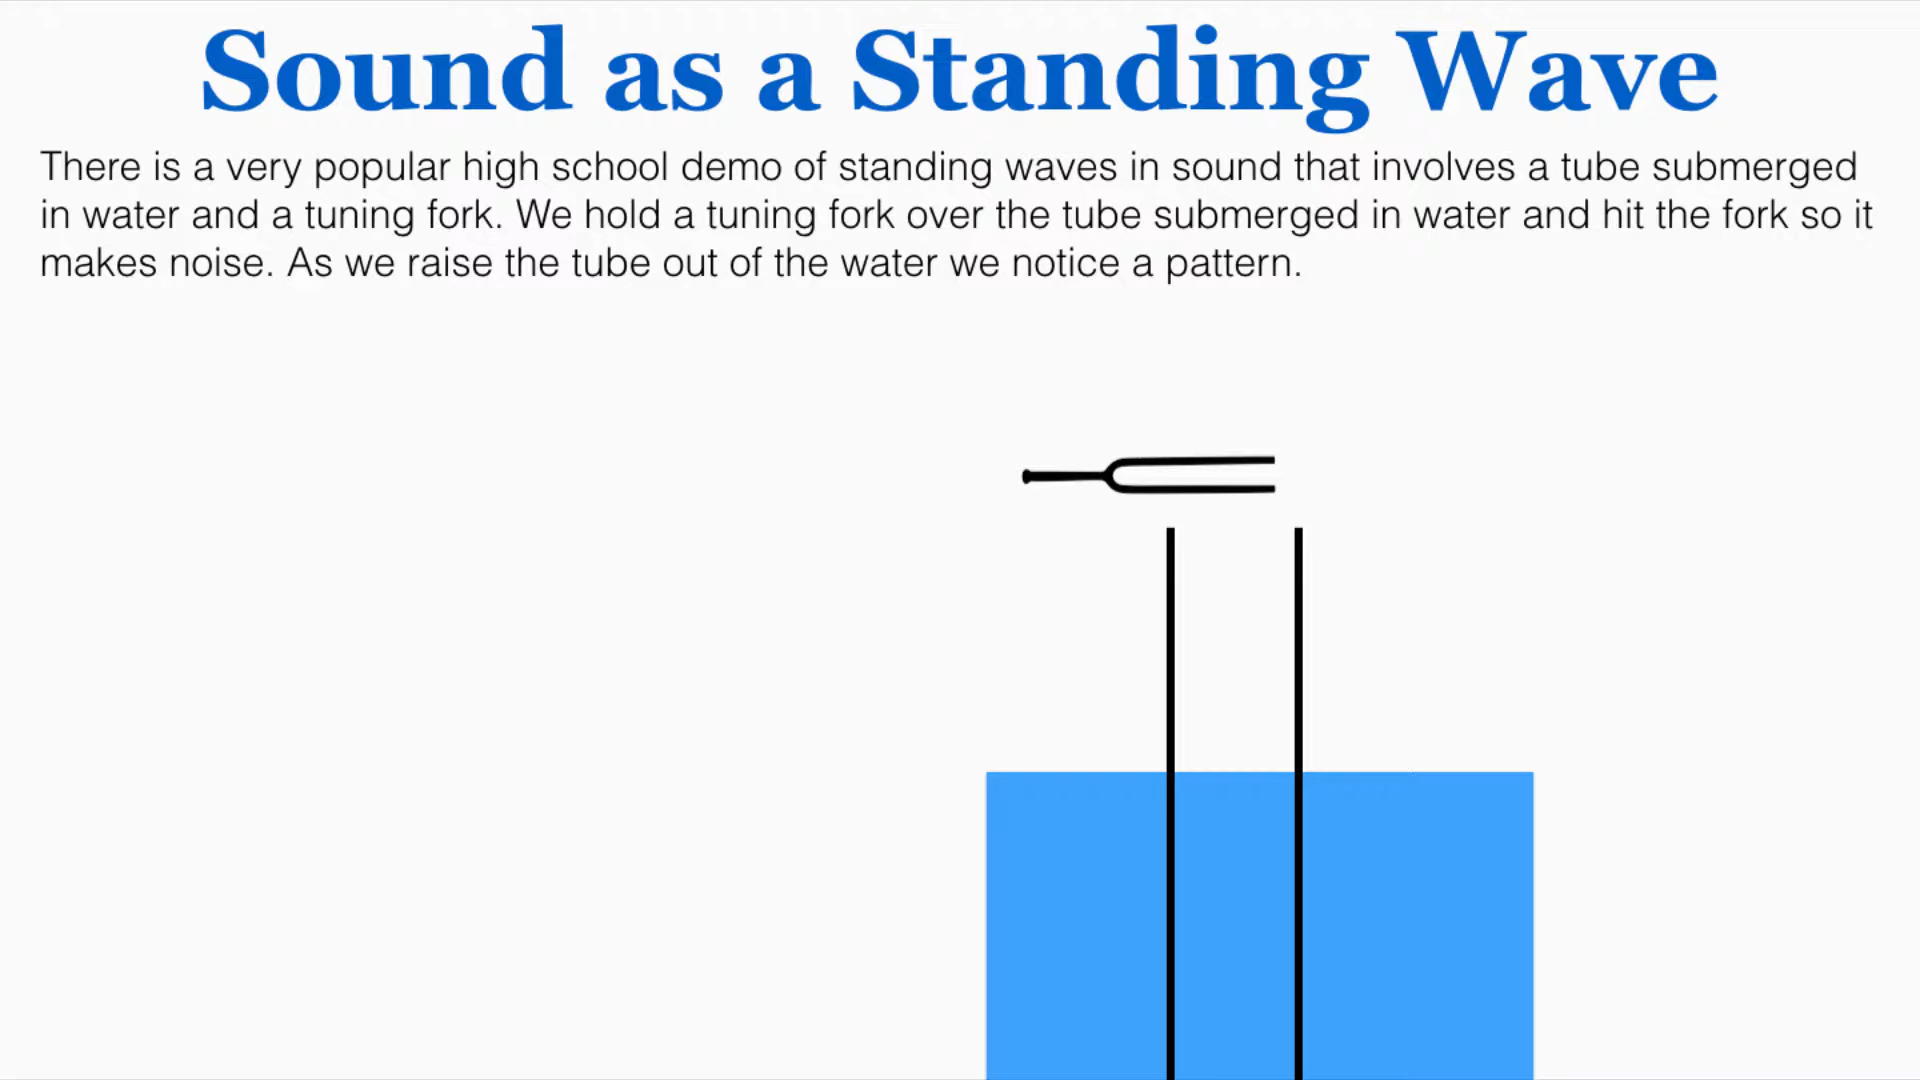 Sound as a Standing Wave
There is a very popular high school demo of standing waves in sound that involves a tube submerged
in water and a tuning fork. We hold a tuning fork over the tube submerged in water and hit the fork so it
makes noise. As we raise the tube out of the water we notice a pattern.